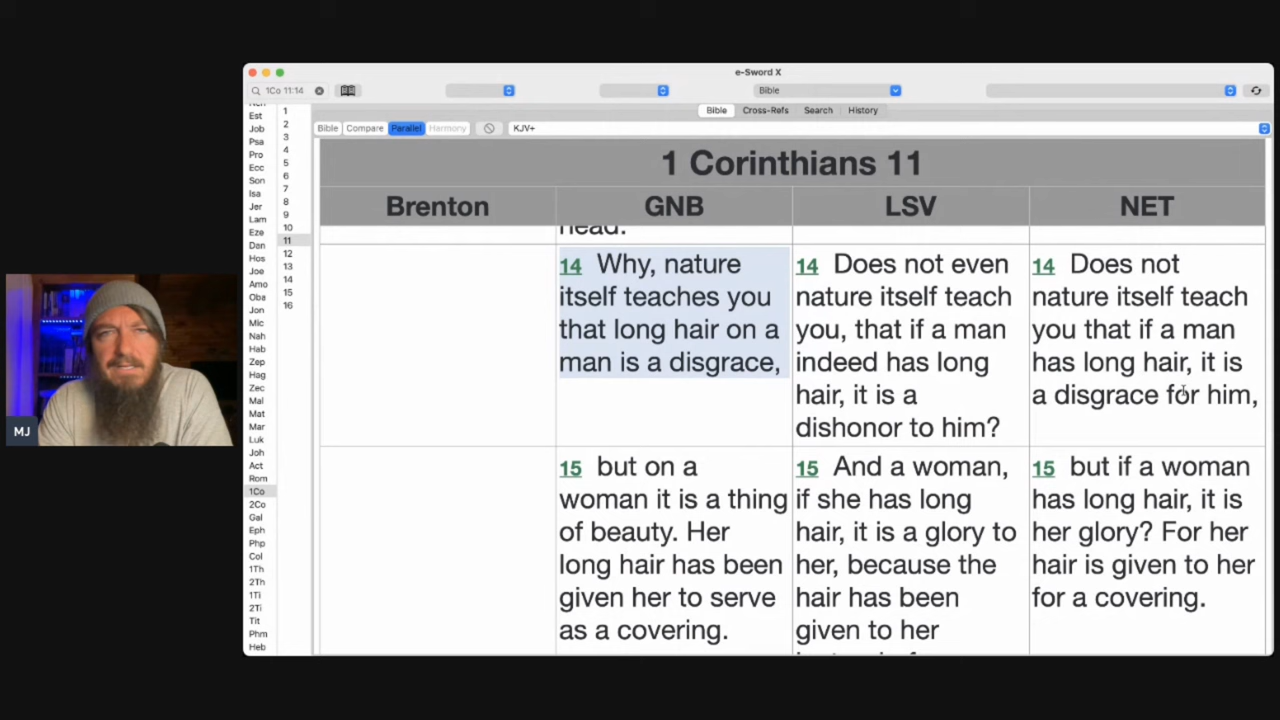 e-Sword X
1Co 11:14
Bible
Bible Cross-Refs Search History
Bible Compare Parallel Harmony KJV+
Est
Job
Psa
Pro
Ecc
Son
Isa
Jer
Lam
Eze
Dan
Hos
Joe
Amo
Oba
Jon
Mic
Nah
Hab
Zep
Hag
Zec
Mal
Mat
Mar
Luk
Joh
Act
Rom
1Co
2Co
Gal
Eph
Php
Col
1Th
2Th
1Ti
2Ti
Tit
Phm
Heb
1
2
3
4
5
6
7
8
9
10
11
12
13
14
15
16
1 Corinthians 11
Brenton GNB LSV NET
head.
14 Why, nature
itself teaches you
that long hair on a
man is a disgrace,
14 Does not even
nature itself teach
you, that if a man
indeed has long
hair, it is a
dishonor to him?
14 Does not
nature itself teach
you that if a man
has long hair, it is
a disgrace for him,
15 but on a
woman it is a thing
of beauty. Her
long hair has been
given her to serve
as a covering.
15 And a woman,
if she has long
hair, it is a glory to
her, because the
hair has been
given to her
15 but if a woman
has long hair, it is
her glory? For her
hair is given to her
for a covering.
MJ